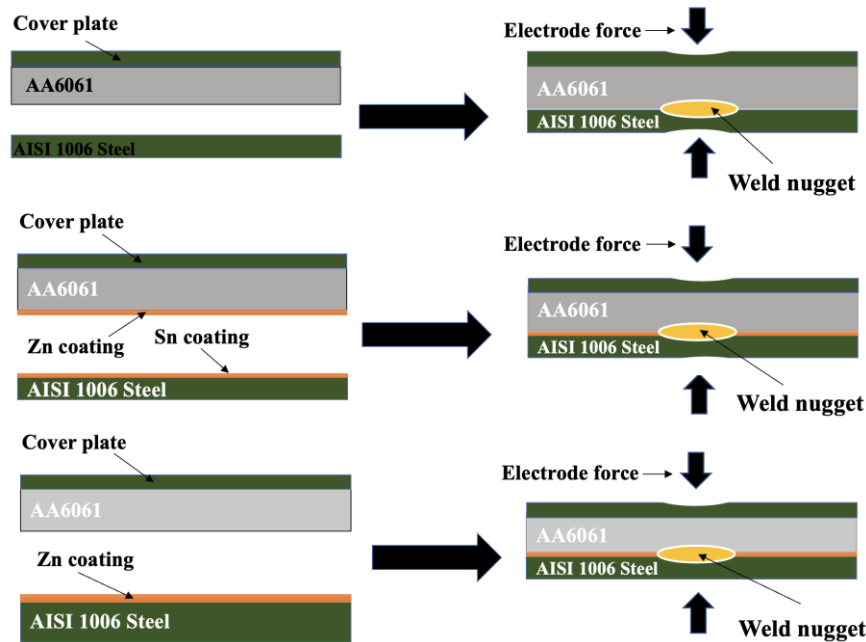 Cover plate
AA6061
AISI 1006 Steel
Electrode force
AA6061
AISI 1006 Steel
Weld nugget
Cover plate
AA6061
Zn coating
Sn coating
AISI 1006 Steel
Electrode force
AA6061
AISI 1006 Steel
Weld nugget
Cover plate
AA6061
Zn coating
AISI 1006 Steel
Electrode force
AA6061
AISI 1006 Steel
Weld nugget